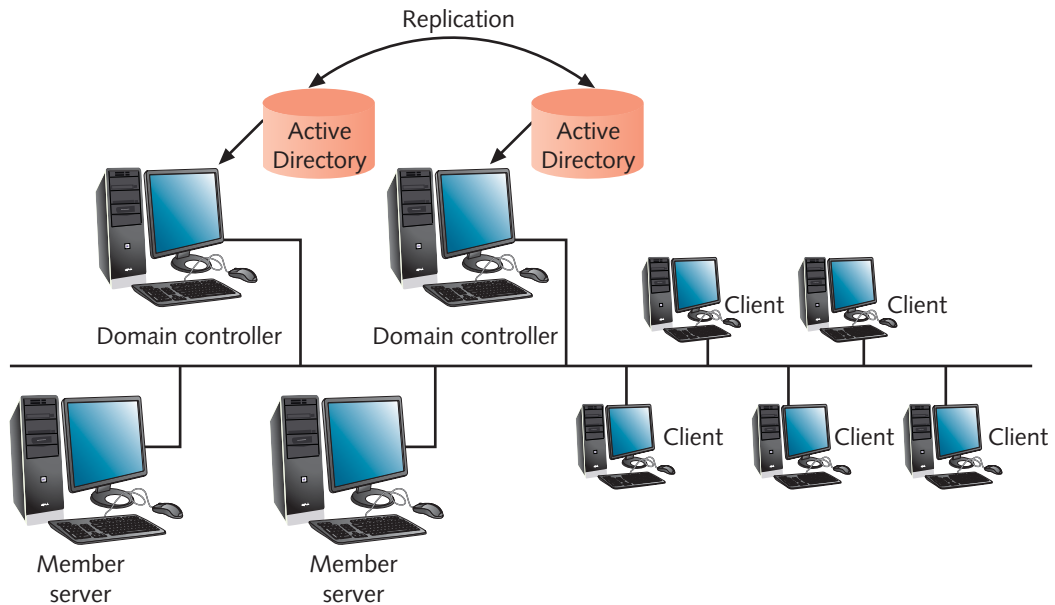 Replication
Active
Directory
Active
Directory
Domain controller
Domain controller
Client
Client
Client
Client
Client
Member
server
Member
server